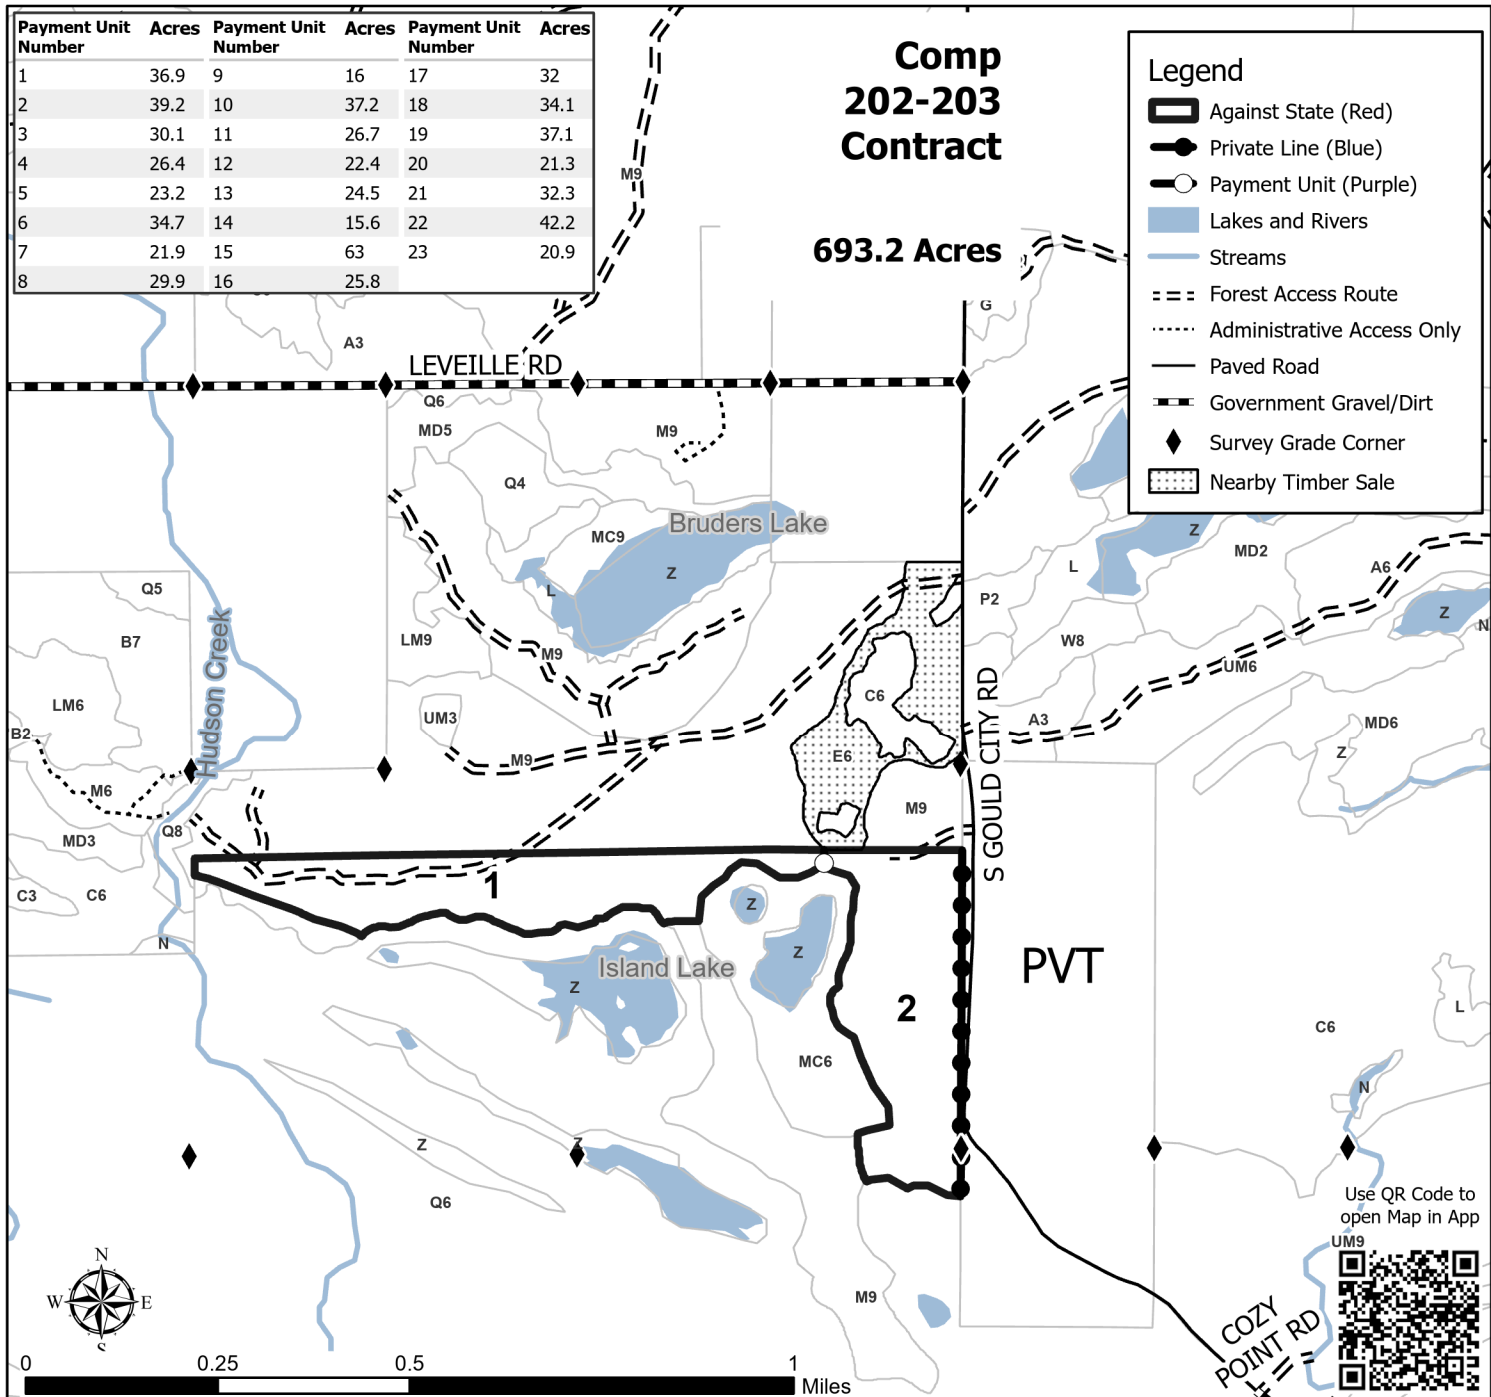 Payment Unit Number Acres Payment Unit Number Acres Payment Unit Number Acres
1 36.9 9 16 17 32
2 39.2 10 37.2 18 34.1
3 30.1 11 26.7 19 37.1
4 26.4 12 22.4 20 21.3
5 23.2 13 24.5 21 32.3
6 34.7 14 15.6 22 42.2
7 21.9 15 63 23 20.9
8 29.9 16 25.8
Comp
202-203
Contract
693.2 Acres
Legend
Against State (Red)
Private Line (Blue)
Payment Unit (Purple)
Lakes and Rivers
Streams
Forest Access Route
Administrative Access Only
Paved Road
Government Gravel/Dirt
Survey Grade Corner
Nearby Timber Sale
M9
G
A3
LEVEILLE RD
Q6
MD5
M9
Q4
Bruders Lake
MC9
Z
Z
MD2
L
A6
Q5
L
P2
Z
N
B7
Hudson Creek
LM9
M9
W8
UM6
LM6
C6
S GOULD CITY RD
UM3
A3
MD6
B2
M9
E6
Z
M6
M9
Q8
MD3
1
C3
C6
Z
N
Z
Island Lake
PVT
Z
2
L
C6
MC6
N
Z
Z
Q6
Use QR Code to
open Map in App
UM9
N
W
E
S
M9
COZY
POINT RD
0 0.25 0.5 1
Miles